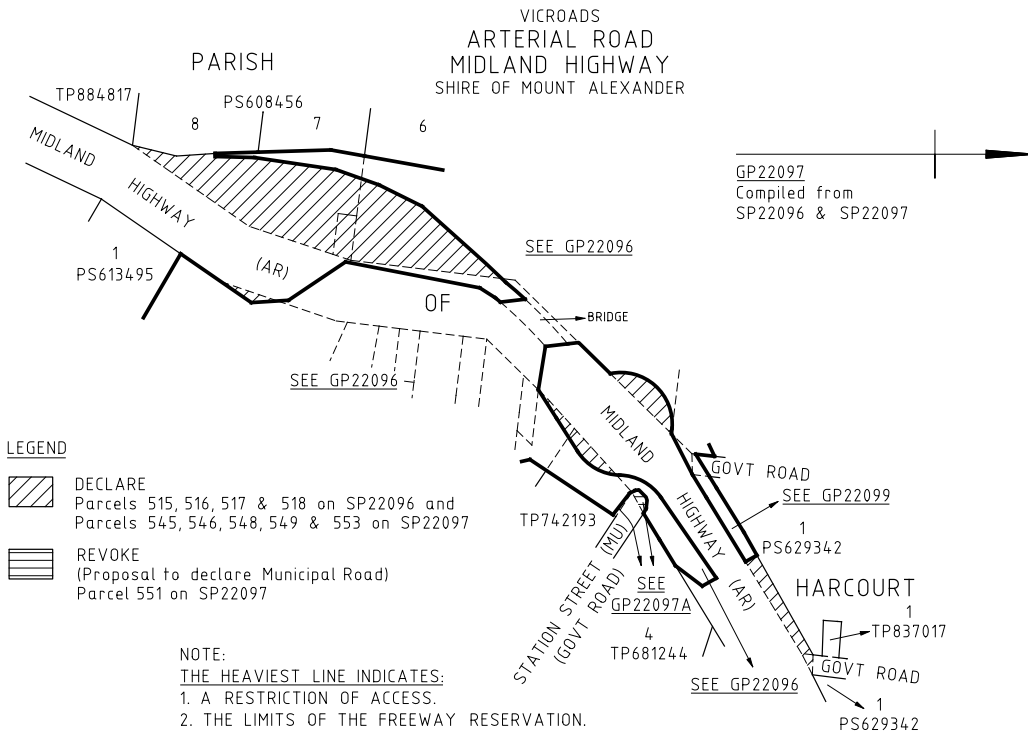 VICROADS
ARTERIAL ROAD
MIDLAND HIGHWAY
SHIRE OF MOUNT ALEXANDER
PARISH
TP884817
PS608456
8
7
6
MIDLAND
HIGHWAY
(AR)
GP22097
Compiled from
SP22096 & SP22097
1
PS613495
SEE GP22096
OF
BRIDGE
SEE GP22096
MIDLAND
HIGHWAY
(AR)
GOVT ROAD
SEE GP22099
1
PS629342
LEGEND
DECLARE
Parcels 515, 516, 517 & 518 on SP22096 and
Parcels 545, 546, 548, 549 & 553 on SP22097
REVOKE
(Proposal to declare Municipal Road)
Parcel 551 on SP22097
TP742193
STATION STREET (MU)
(GOVT ROAD)
SEE
GP22097A
4
TP681244
HARCOURT
1
TP837017
GOVT ROAD
SEE GP22096
1
PS629342
NOTE:
THE HEAVIEST LINE INDICATES:
1. A RESTRICTION OF ACCESS.
2. THE LIMITS OF THE FREEWAY RESERVATION.